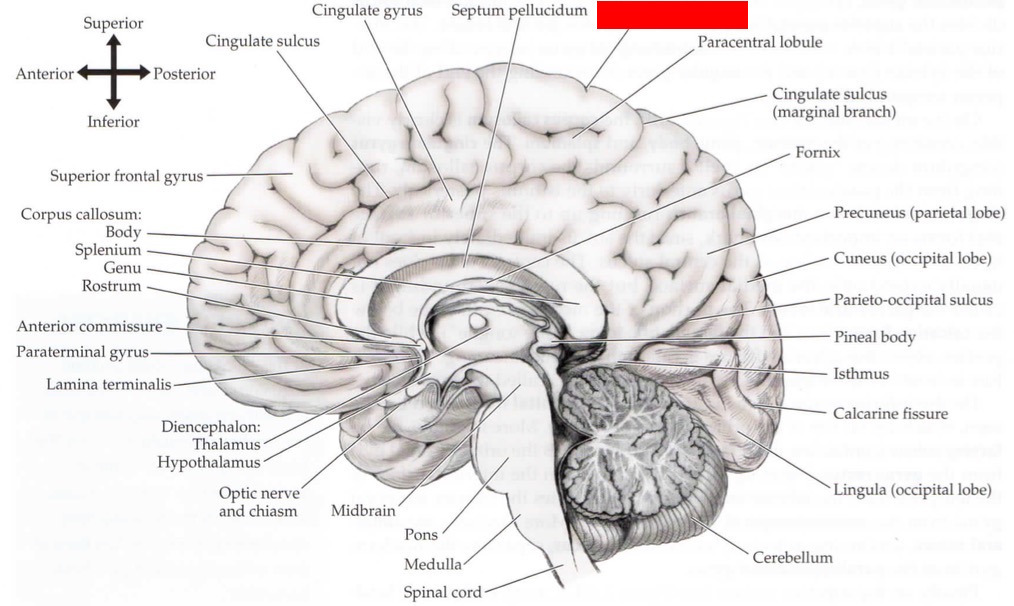 Cingulate gyrus
Septum pellucidum
Superior
Cingulate sulcus
Paracentral lobule
Anterior
Posterior
Inferior
Cingulate sulcus
(marginal branch)
Fornix
Superior frontal gyrus
Corpus callosum:
Body
Splenium
Genu
Rostrum
Precuneus (parietal lobe)
Cuneus (occipital lobe)
Parieto-occipital sulcus
Anterior commissure
Pineal body
Paraterminal gyrus
Isthmus
Lamina terminalis
Calcarine fissure
Diencephalon:
Thalamus
Hypothalamus
Lingula (occipital lobe)
Optic nerve
and chiasm
Midbrain
Pons
Cerebellum
Medulla
Spinal cord